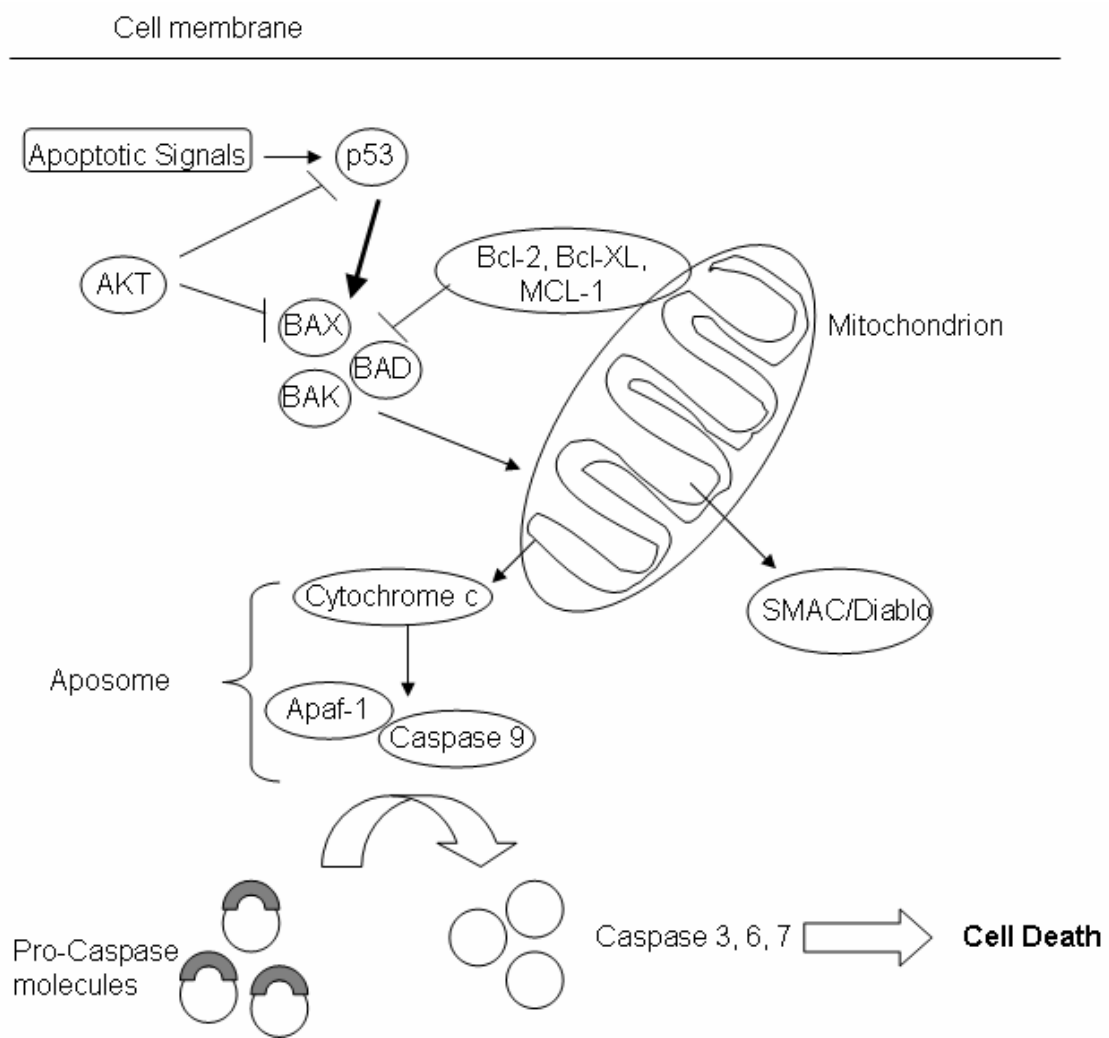 Cell membrane
Apoptotic Signals
p53
AKT
Bcl-2, Bcl-XL,
MCL-1
BAX
BAD
BAK
Mitochondrion
Cytochrome c
SMAC/Diablo
Aposome
Apaf-1
Caspase 9
Pro-Caspase
molecules
Caspase 3, 6, 7
Cell Death